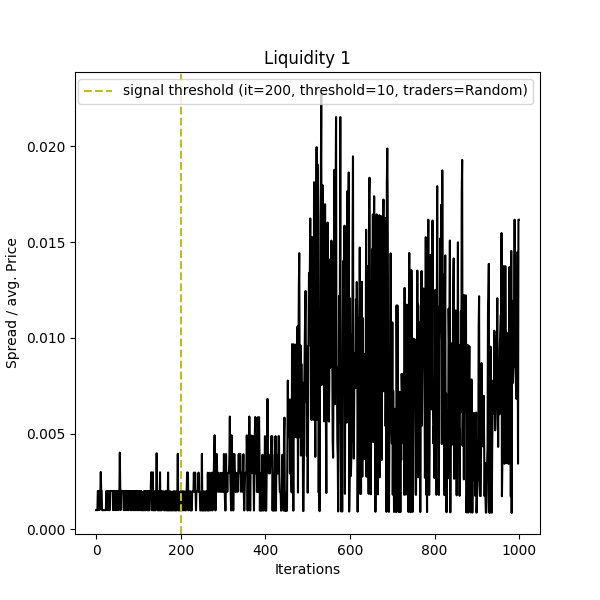 Liquidity 1
signal threshold (it=200, threshold=10, traders=Random)
0.020
0.015
0.010
0.005
0.000
Spread / avg. Price
0 200 400 600 800 1000
Iterations